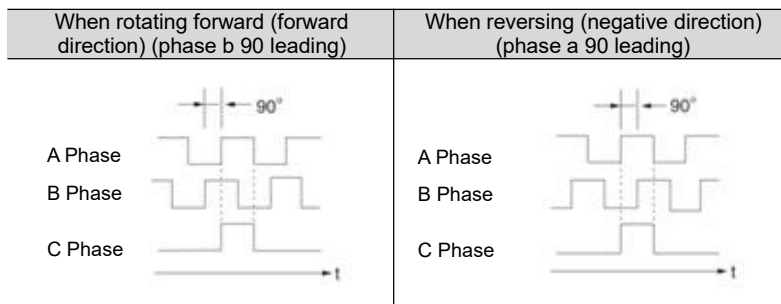 When rotating forward (forward
direction) (phase b 90 leading)
When reversing (negative direction)
(phase a 90 leading)
90°
A Phase
B Phase
C Phase
t
90°
A Phase
B Phase
C Phase
t